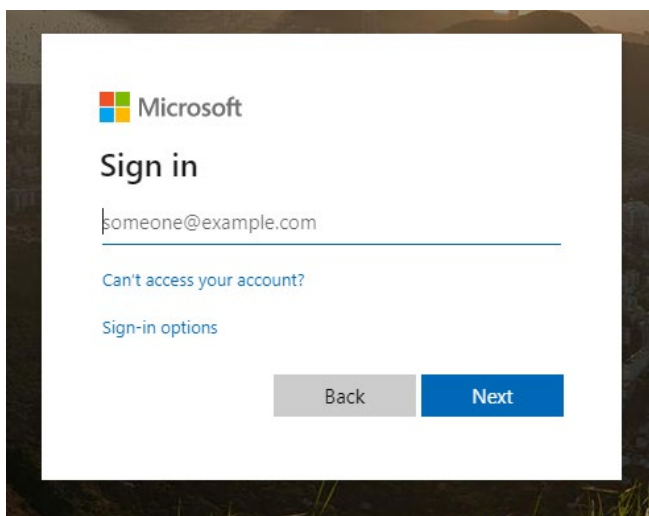 Microsoft
Sign in
someone@example.com
Can't access your account?
Sign-in options
Back Next